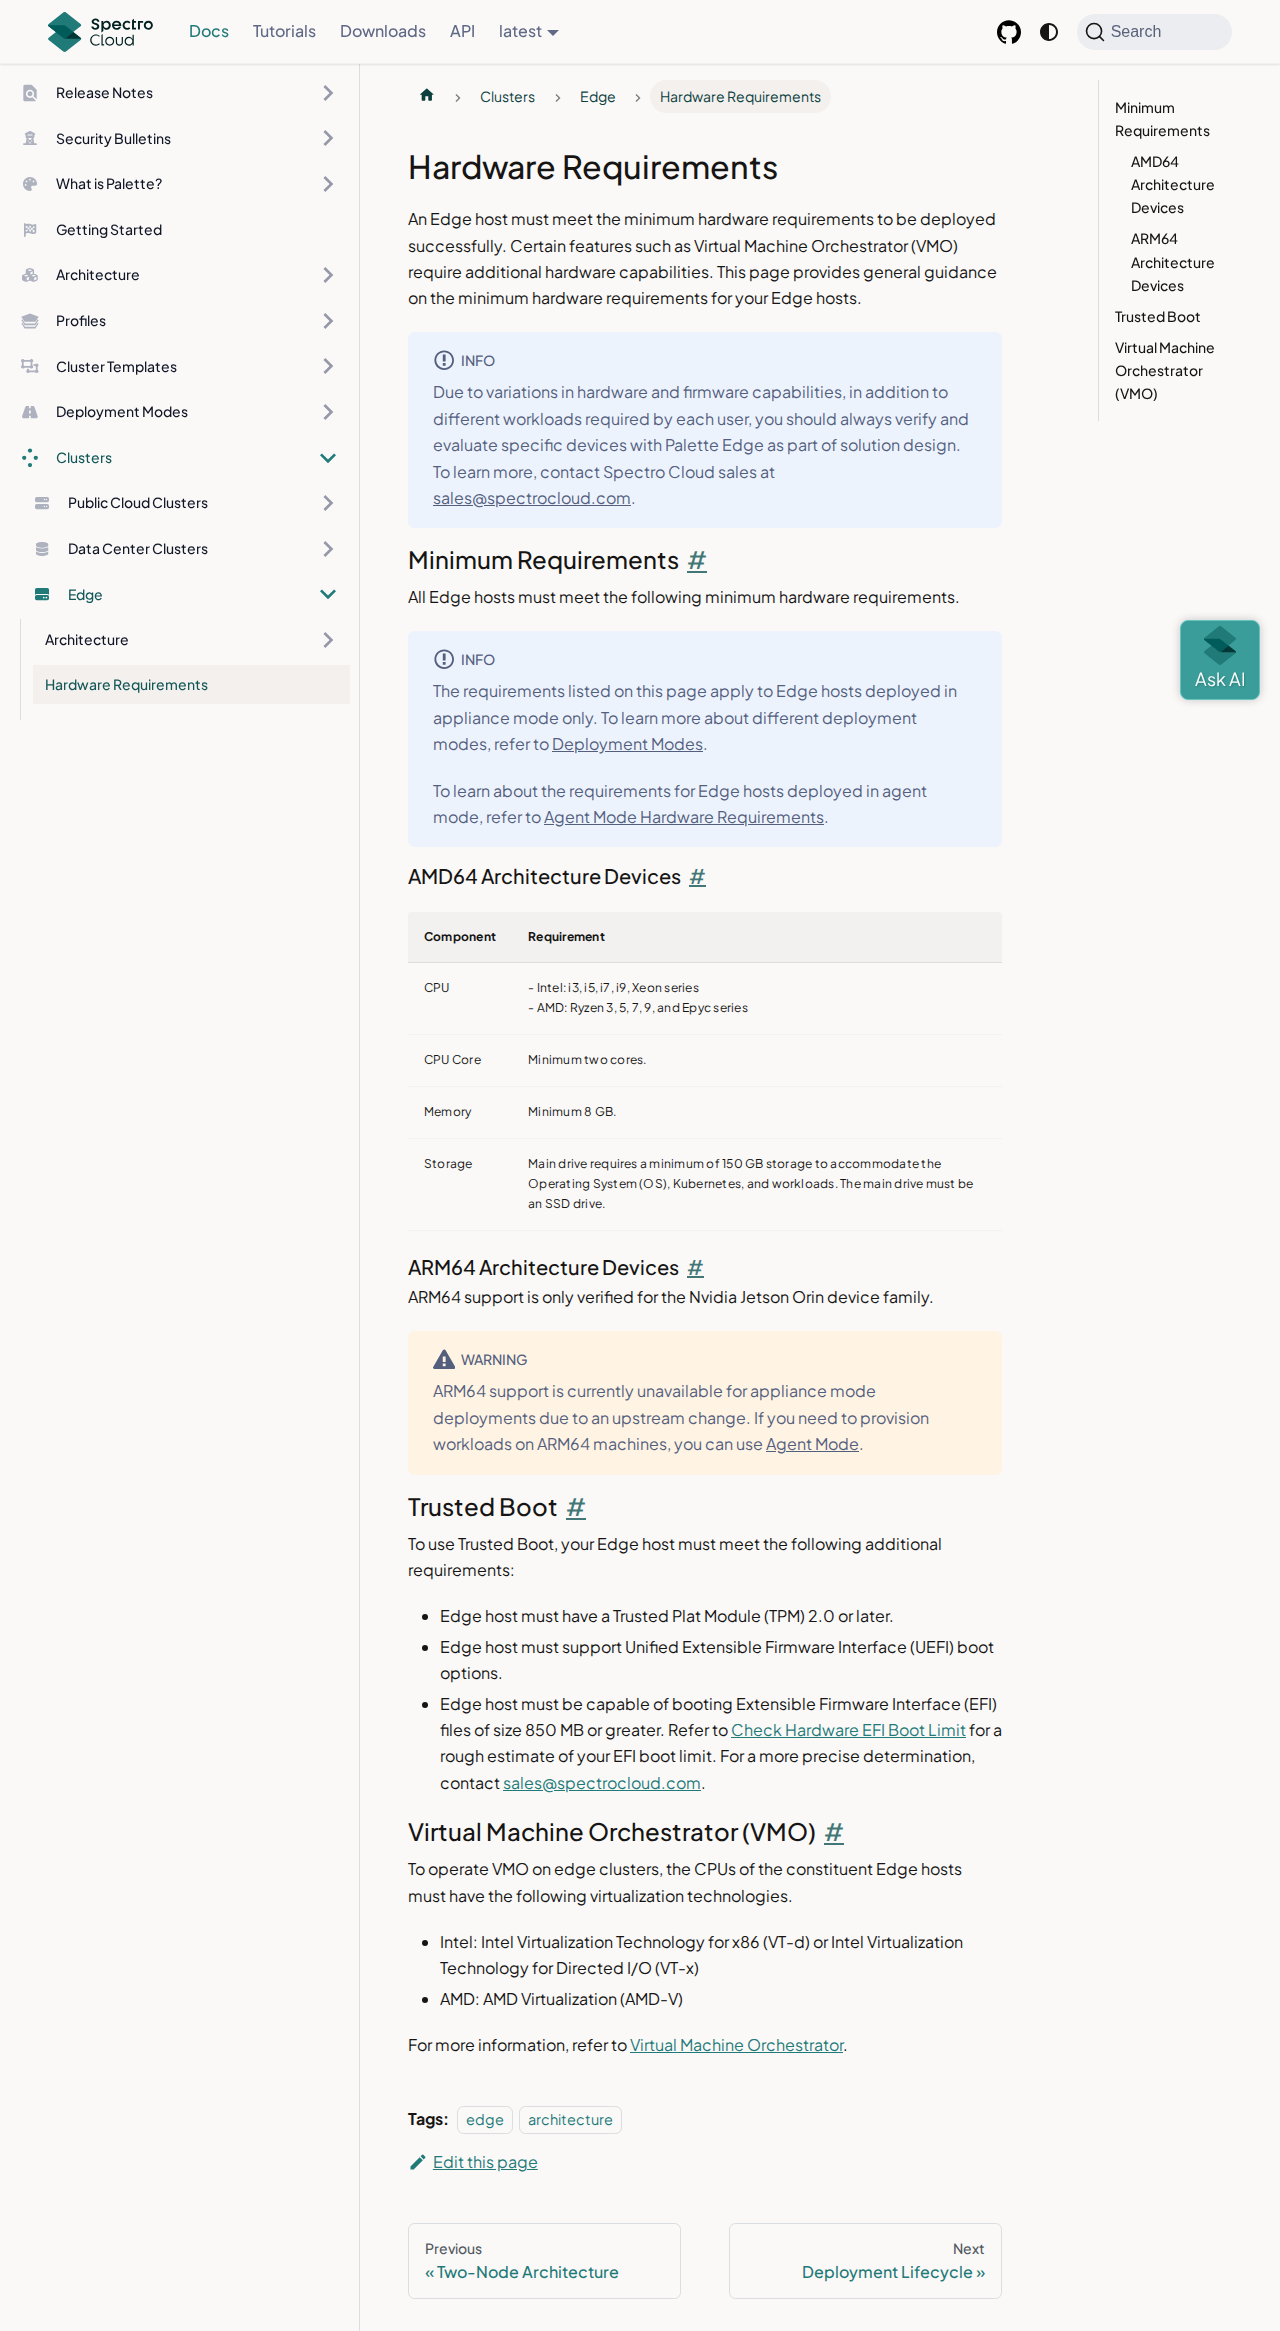 Spectro
Cloud
Docs
Tutorials
Downloads
API
latest
Search
Release Notes
Security Bulletins
What is Palette?
Getting Started
Architecture
Profiles
Cluster Templates
Deployment Modes
Clusters
Public Cloud Clusters
Data Center Clusters
Edge
Architecture
Hardware Requirements
Clusters
Edge
Hardware Requirements
Hardware Requirements
An Edge host must meet the minimum hardware requirements to be deployed
successfully. Certain features such as Virtual Machine Orchestrator (VMO)
require additional hardware capabilities. This page provides general guidance
on the minimum hardware requirements for your Edge hosts.
INFO
Due to variations in hardware and firmware capabilities, in addition to
different workloads required by each user, you should always verify and
evaluate specific devices with Palette Edge as part of solution design.
To learn more, contact Spectro Cloud sales at
sales@spectrocloud.com.
Minimum Requirements #
All Edge hosts must meet the following minimum hardware requirements.
INFO
The requirements listed on this page apply to Edge hosts deployed in
appliance mode only. To learn more about different deployment
modes, refer to Deployment Modes.
To learn about the requirements for Edge hosts deployed in agent
mode, refer to Agent Mode Hardware Requirements.
AMD64 Architecture Devices #
Component Requirement
CPU - Intel: i3, i5, i7, i9, Xeon series
- AMD: Ryzen 3, 5, 7, 9, and Epyc series
CPU Core Minimum two cores.
Memory Minimum 8 GB.
Storage Main drive requires a minimum of 150 GB storage to accommodate the
Operating System (OS), Kubernetes, and workloads. The main drive must be
an SSD drive.
ARM64 Architecture Devices #
ARM64 support is only verified for the Nvidia Jetson Orin device family.
WARNING
ARM64 support is currently unavailable for appliance mode
deployments due to an upstream change. If you need to provision
workloads on ARM64 machines, you can use Agent Mode.
Trusted Boot #
To use Trusted Boot, your Edge host must meet the following additional
requirements:
• Edge host must have a Trusted Plat Module (TPM) 2.0 or later.
• Edge host must support Unified Extensible Firmware Interface (UEFI) boot
options.
• Edge host must be capable of booting Extensible Firmware Interface (EFI)
files of size 850 MB or greater. Refer to Check Hardware EFI Boot Limit for a
rough estimate of your EFI boot limit. For a more precise determination,
contact sales@spectrocloud.com.
Virtual Machine Orchestrator (VMO) #
To operate VMO on edge clusters, the CPUs of the constituent Edge hosts
must have the following virtualization technologies.
• Intel: Intel Virtualization Technology for x86 (VT-d) or Intel Virtualization
Technology for Directed I/O (VT-x)
• AMD: AMD Virtualization (AMD-V)
For more information, refer to Virtual Machine Orchestrator.
Tags: edge architecture
Edit this page
Previous
« Two-Node Architecture
Next
Deployment Lifecycle »
Minimum
Requirements
AMD64
Architecture
Devices
ARM64
Architecture
Devices
Trusted Boot
Virtual Machine
Orchestrator
(VMO)
Ask AI